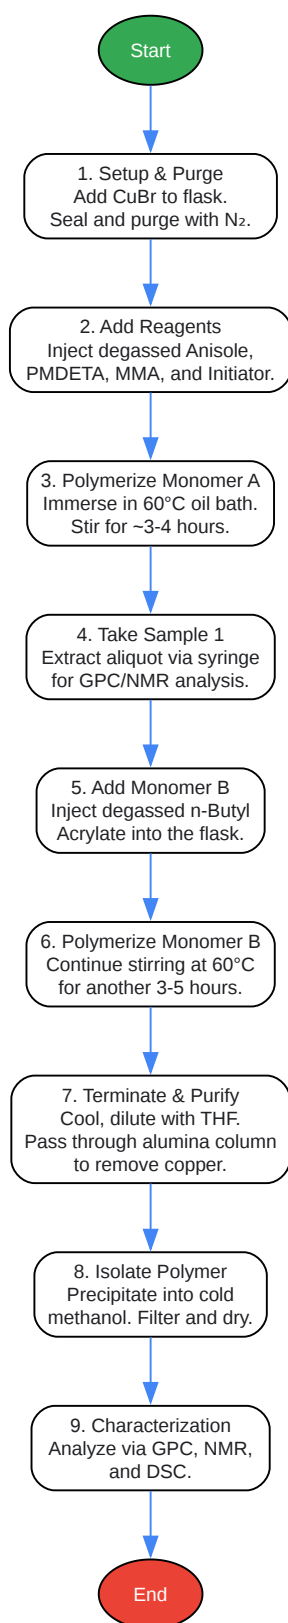 Start
1. Setup & Purge
Add CuBr to flask.
Seal and purge with N₂.
2. Add Reagents
Inject degassed Anisole,
PMDETA, MMA, and Initiator.
3. Polymerize Monomer A
Immerse in 60°C oil bath.
Stir for ~3-4 hours.
4. Take Sample 1
Extract aliquot via syringe
for GPC/NMR analysis.
5. Add Monomer B
Inject degassed n-Butyl
Acrylate into the flask.
6. Polymerize Monomer B
Continue stirring at 60°C
for another 3-5 hours.
7. Terminate & Purify
Cool, dilute with THF.
Pass through alumina column
to remove copper.
8. Isolate Polymer
Precipitate into cold
methanol. Filter and dry.
9. Characterization
Analyze via GPC, NMR,
and DSC.
End